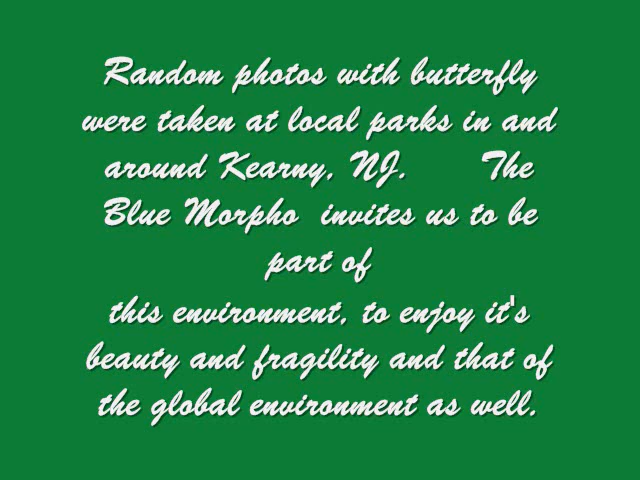 Random photos with butterfly
were taken at local parks in and
around Kearny, NJ. The
Blue Morpho invites us to be
part of
this environment, to enjoy it's
beauty and fragility and that of
the global environment as well.